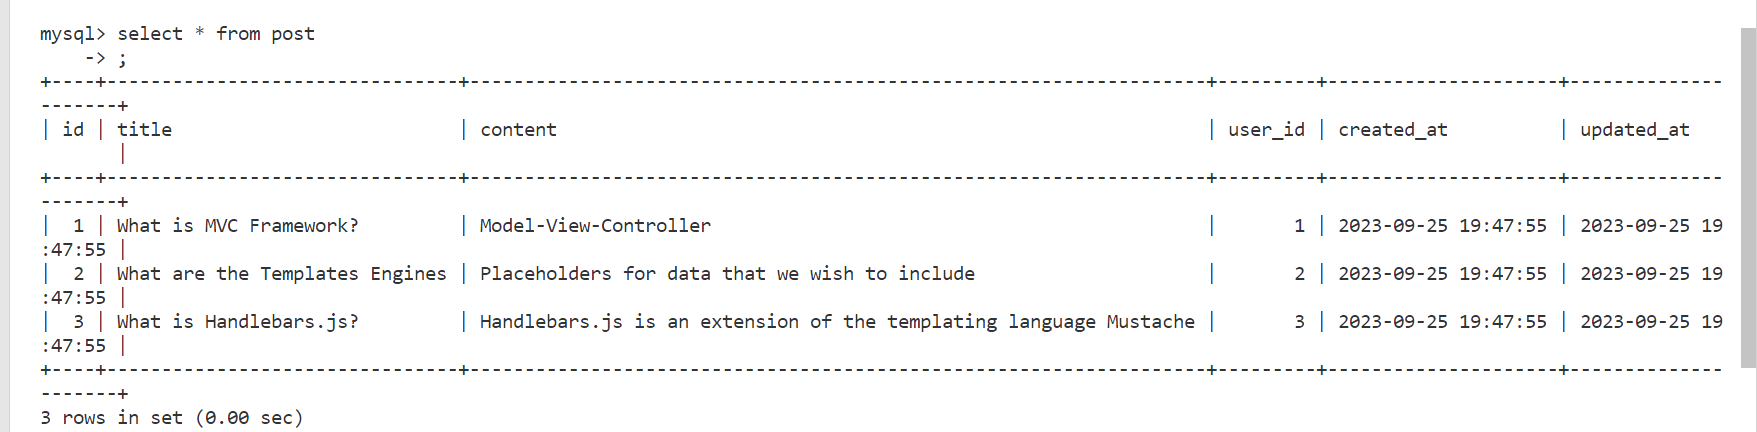 mysql> select * from post
    -> ;
+----+--------------------------------+-------------------------------------------------------------------+---------+---------------------+--------------
-------+
| id | title                          | content                                                           | user_id | created_at          | updated_at
       |
+----+--------------------------------+-------------------------------------------------------------------+---------+---------------------+--------------
-------+
|  1 | What is MVC Framework?         | Model-View-Controller                                             |       1 | 2023-09-25 19:47:55 | 2023-09-25 19
:47:55 |
|  2 | What are the Templates Engines | Placeholders for data that we wish to include                     |       2 | 2023-09-25 19:47:55 | 2023-09-25 19
:47:55 |
|  3 | What is Handlebars.js?         | Handlebars.js is an extension of the templating language Mustache |       3 | 2023-09-25 19:47:55 | 2023-09-25 19
:47:55 |
+----+--------------------------------+-------------------------------------------------------------------+---------+---------------------+--------------
-------+
3 rows in set (0.00 sec)